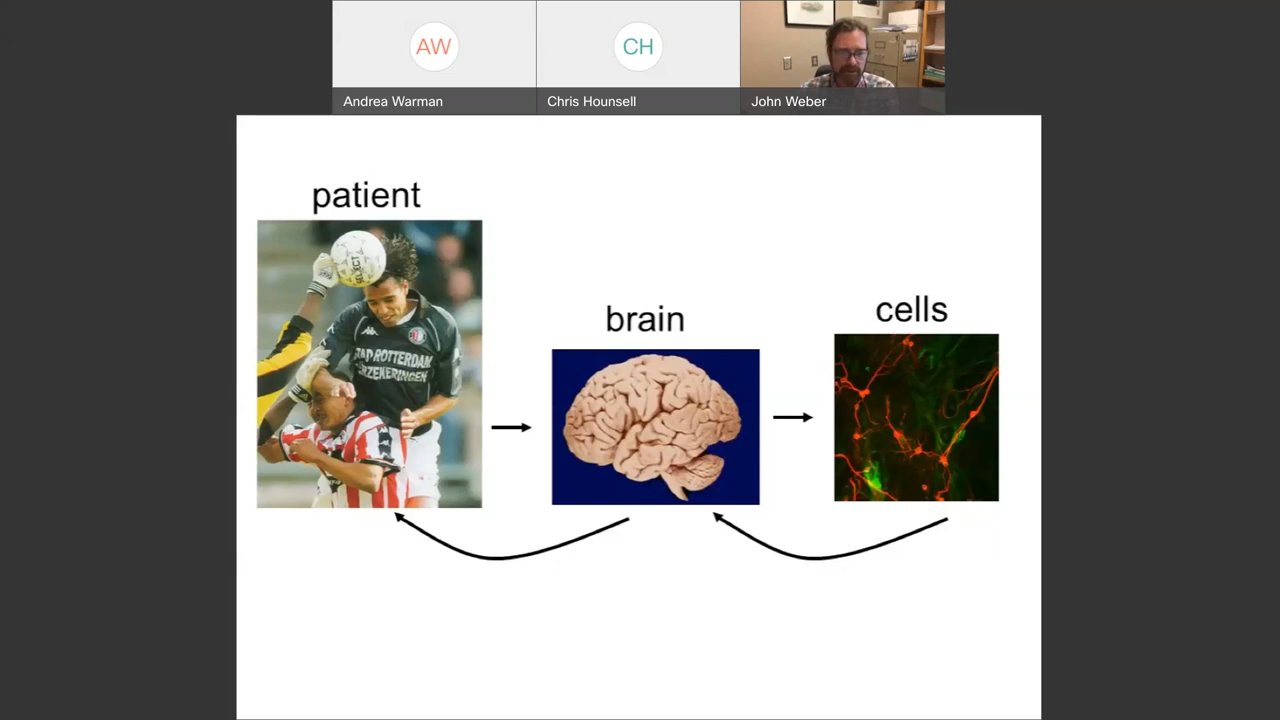 AW
CH
Andrea Warman
Chris Hounsell
John Weber
patient
brain
cells
SELECT
STAD ROTTERDAM
VERZEKERINGEN